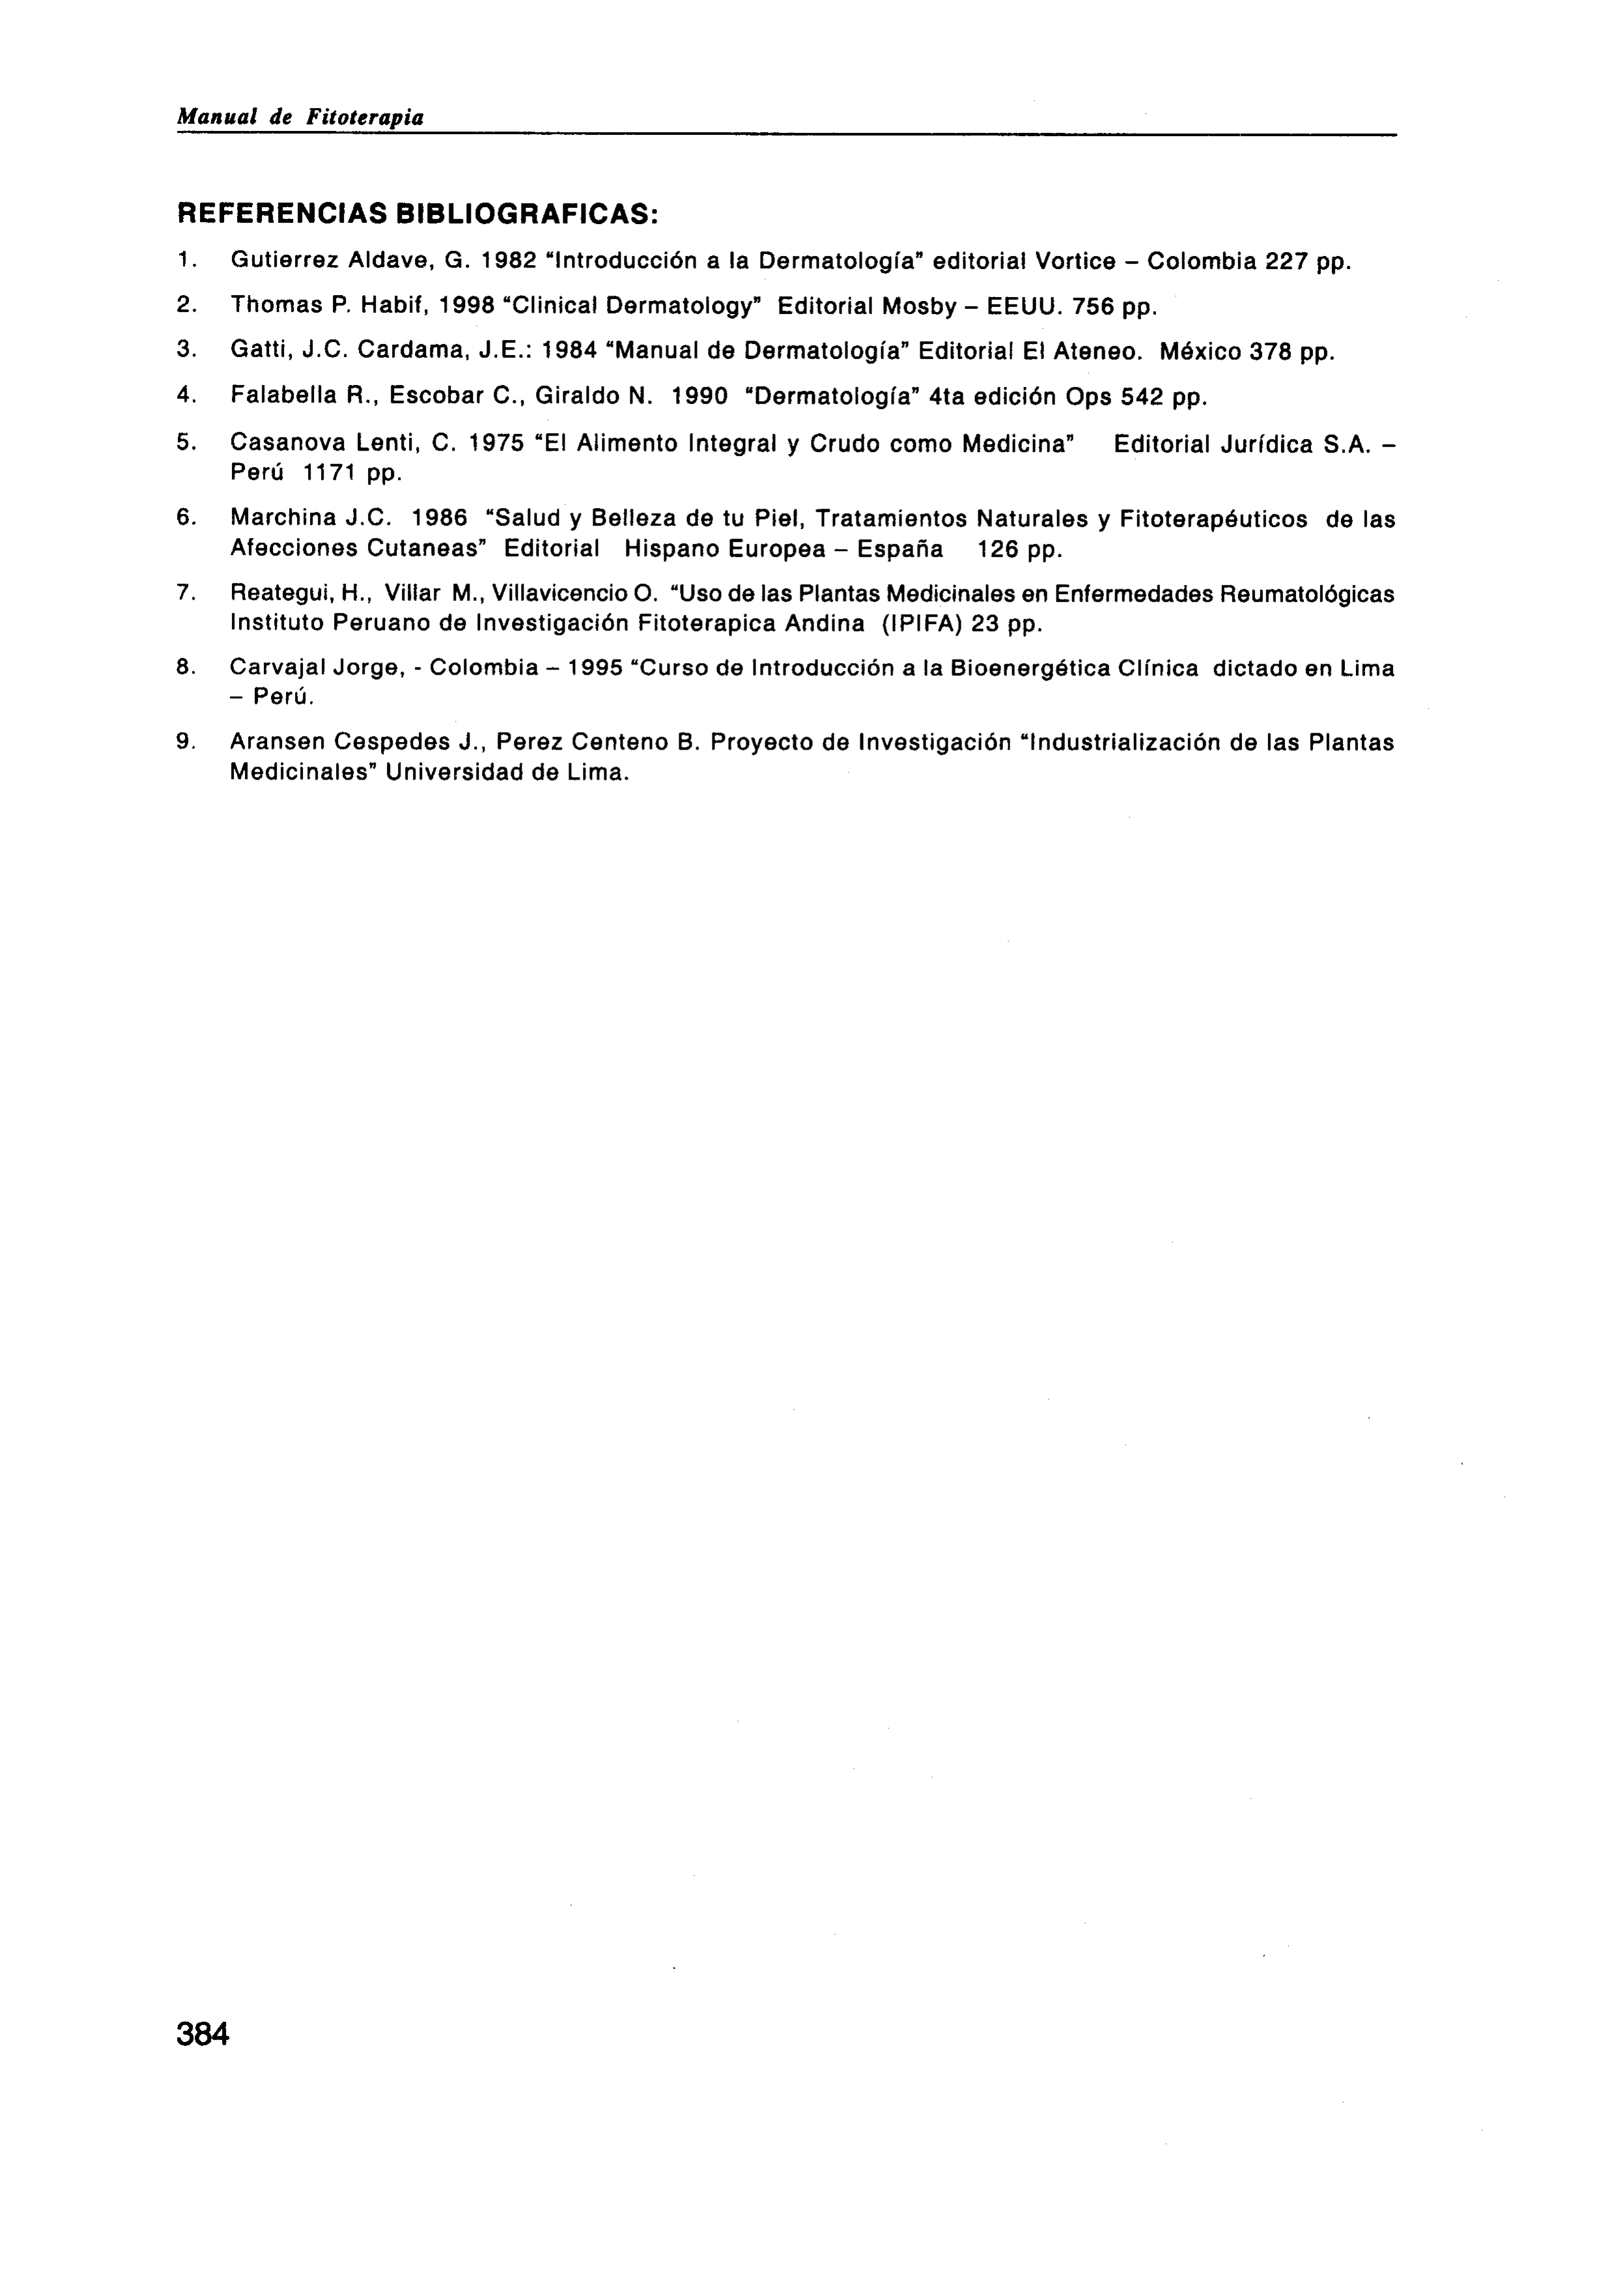 Manual de Fitoterapia
REFERENCIAS BIBLIOGRAFICAS:
1. Gutierrez Aldave, G. 1982 “Introducción a la Dermatología” editorial Vortice – Colombia 227 pp.
2. Thomas P. Habif, 1998 “Clinical Dermatology” Editorial Mosby – EEUU. 756 pp.
3. Gatti, J.C. Cardama, J.E.: 1984 “Manual de Dermatología” Editorial El Ateneo. México 378 pp.
4. Falabella R., Escobar C., Giraldo N. 1990 “Dermatología” 4ta edición Ops 542 pp.
5. Casanova Lenti, C. 1975 “El Alimento Integral y Crudo como Medicina” Editorial Jurídica S.A. –
Perú 1171 pp.
6. Marchina J.C. 1986 “Salud y Belleza de tu Piel, Tratamientos Naturales y Fitoterapéuticos de las
Afecciones Cutaneas” Editorial Hispano Europea – España 126 pp.
7. Reategui, H., Villar M., Villavicencio O. “Uso de las Plantas Medicinales en Enfermedades Reumatológicas
Instituto Peruano de Investigación Fitoterapica Andina (IPIFA) 23 pp.
8. Carvajal Jorge, - Colombia – 1995 “Curso de Introducción a la Bioenergética Clínica dictado en Lima
– Perú.
9. Aransen Cespedes J., Perez Centeno B. Proyecto de Investigación “Industrialización de las Plantas
Medicinales” Universidad de Lima.
384